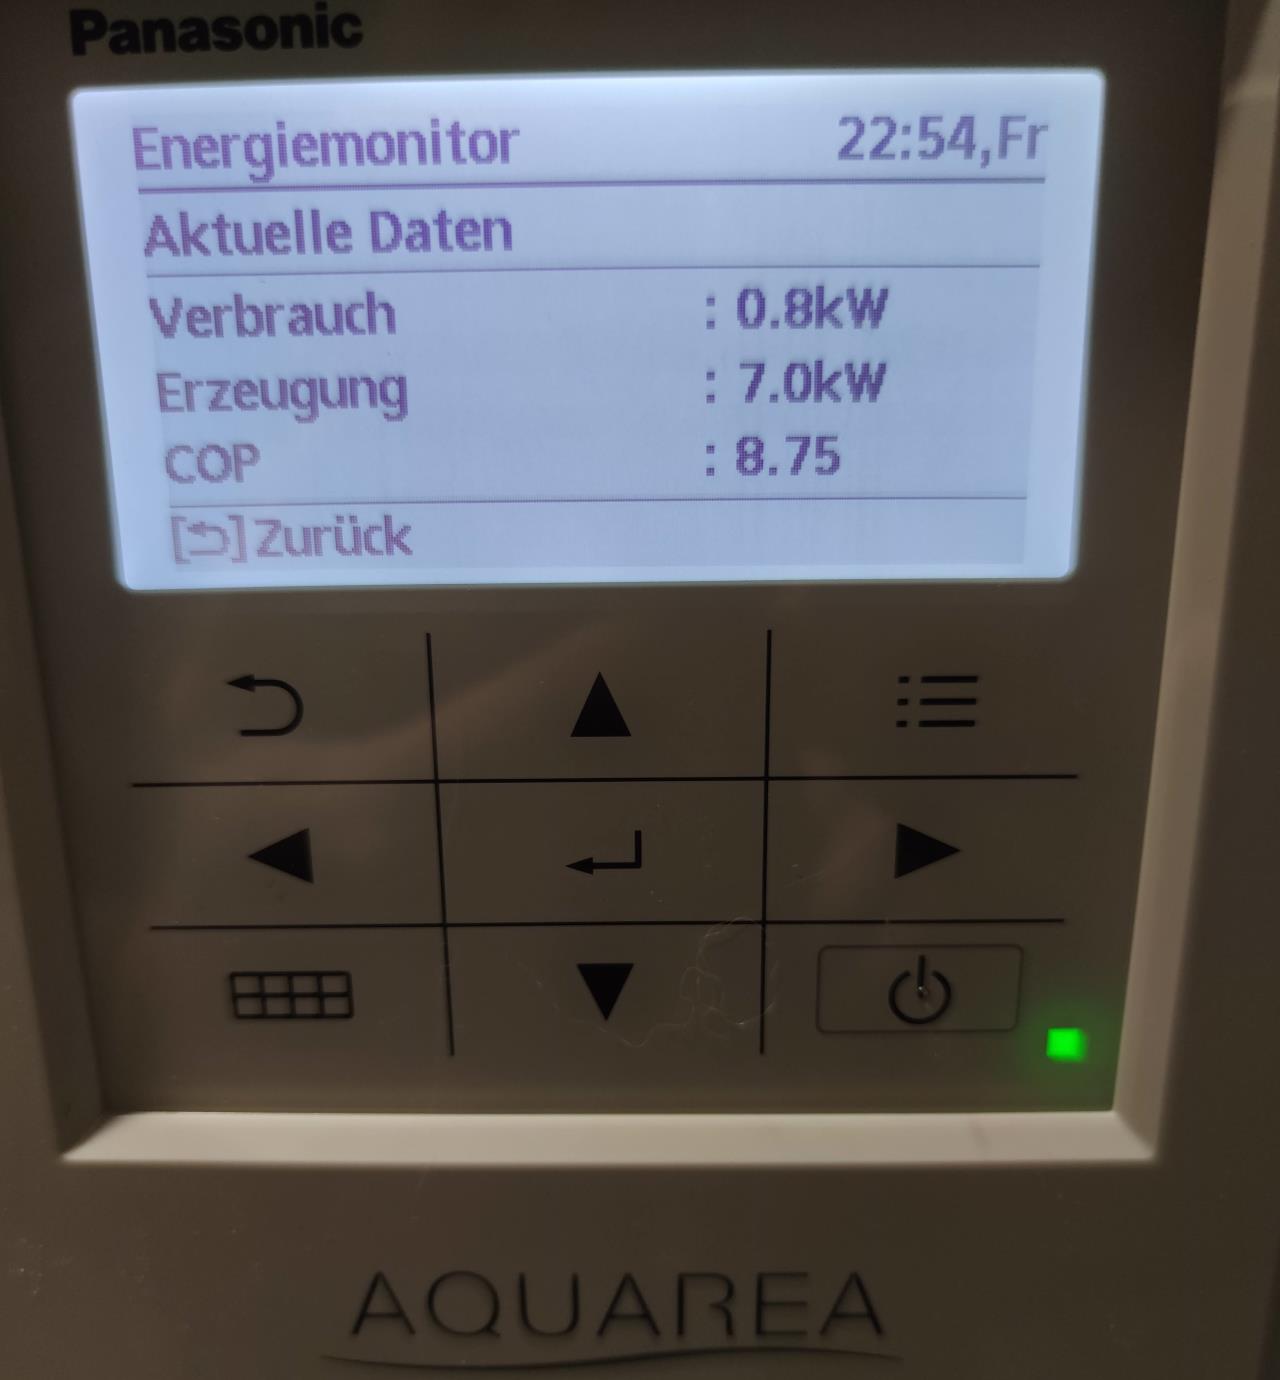 Panasonic
Energiemonitor 22:54,Fr
Aktuelle Daten
Verbrauch : 0.8kW
Erzeugung : 7.0kW
COP : 8.75
[⮌]Zurück
AQUAREA